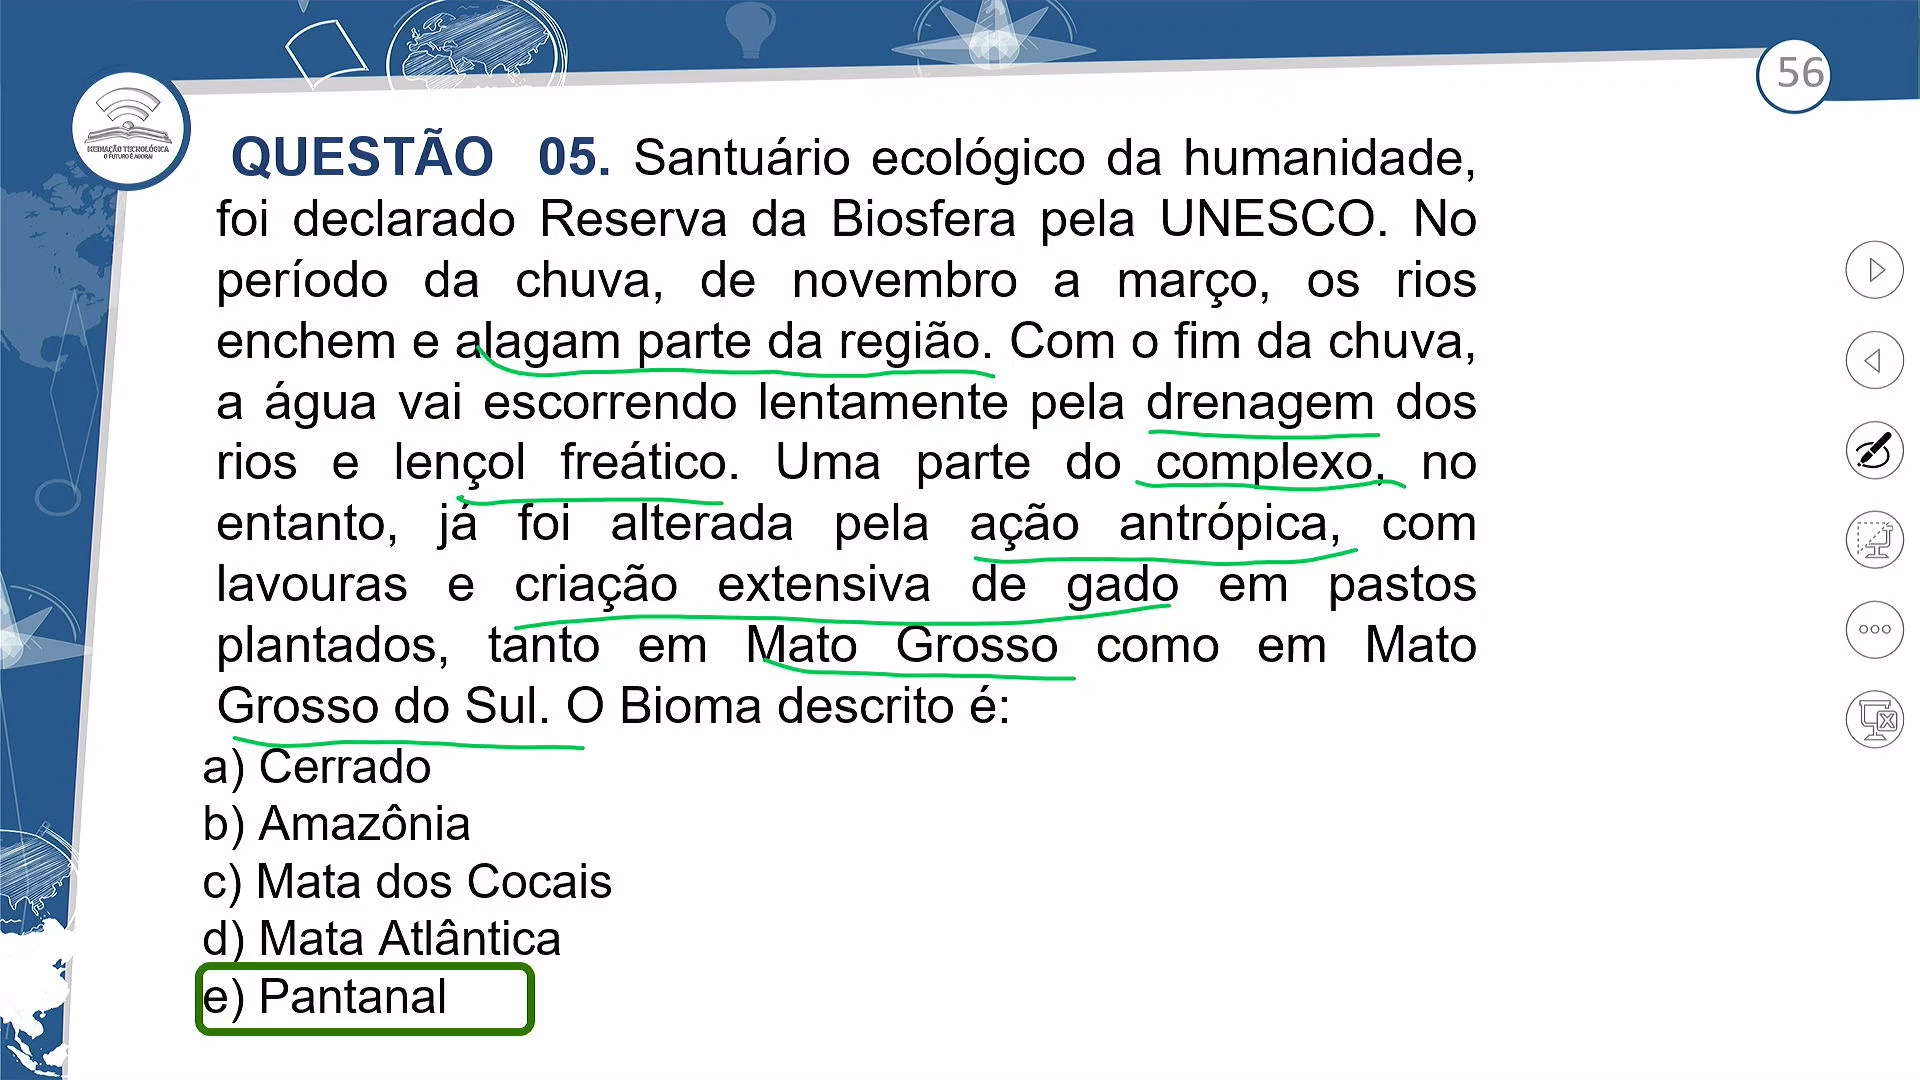 56
MEDIAÇÃO TECNOLÓGICA
O FUTURO É AGORA!
QUESTÃO 05. Santuário ecológico da humanidade,
foi declarado Reserva da Biosfera pela UNESCO. No
período da chuva, de novembro a março, os rios
enchem e alagam parte da região. Com o fim da chuva,
a água vai escorrendo lentamente pela drenagem dos
rios e lençol freático. Uma parte do complexo, no
entanto, já foi alterada pela ação antrópica, com
lavouras e criação extensiva de gado em pastos
plantados, tanto em Mato Grosso como em Mato
Grosso do Sul. O Bioma descrito é:
a) Cerrado
b) Amazônia
c) Mata dos Cocais
d) Mata Atlântica
e) Pantanal